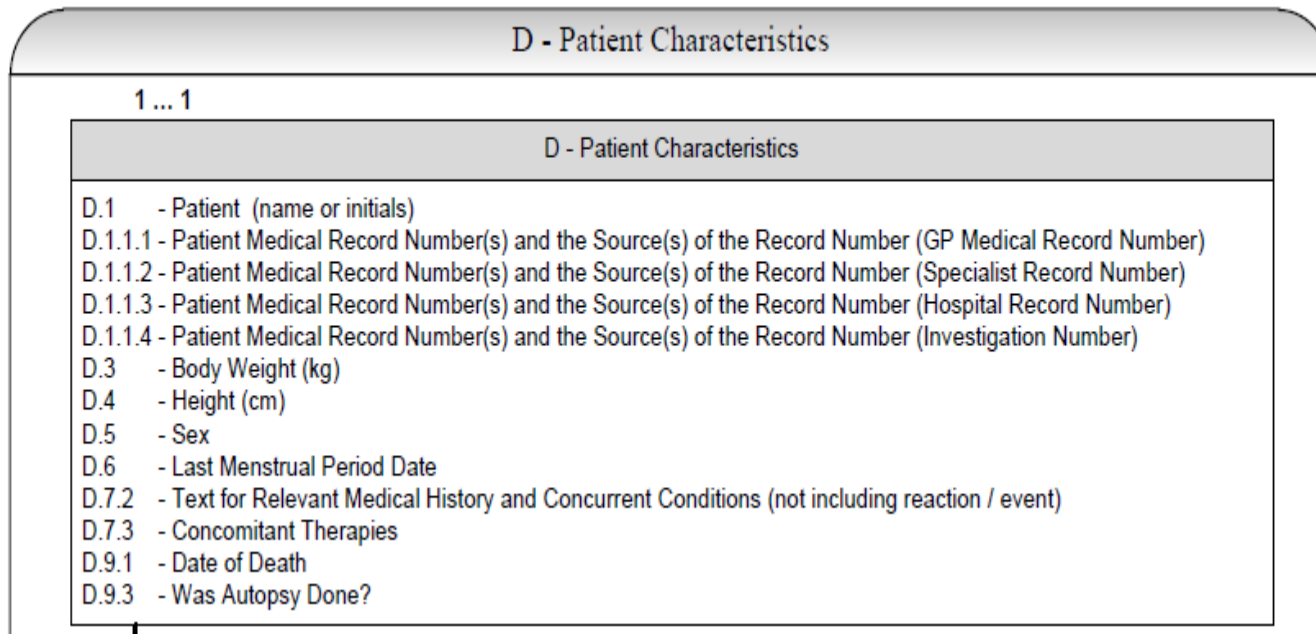 D - Patient Characteristics
1 ... 1
D - Patient Characteristics
D.1 - Patient (name or initials)
D.1.1.1 - Patient Medical Record Number(s) and the Source(s) of the Record Number (GP Medical Record Number)
D.1.1.2 - Patient Medical Record Number(s) and the Source(s) of the Record Number (Specialist Record Number)
D.1.1.3 - Patient Medical Record Number(s) and the Source(s) of the Record Number (Hospital Record Number)
D.1.1.4 - Patient Medical Record Number(s) and the Source(s) of the Record Number (Investigation Number)
D.3 - Body Weight (kg)
D.4 - Height (cm)
D.5 - Sex
D.6 - Last Menstrual Period Date
D.7.2 - Text for Relevant Medical History and Concurrent Conditions (not including reaction / event)
D.7.3 - Concomitant Therapies
D.9.1 - Date of Death
D.9.3 - Was Autopsy Done?